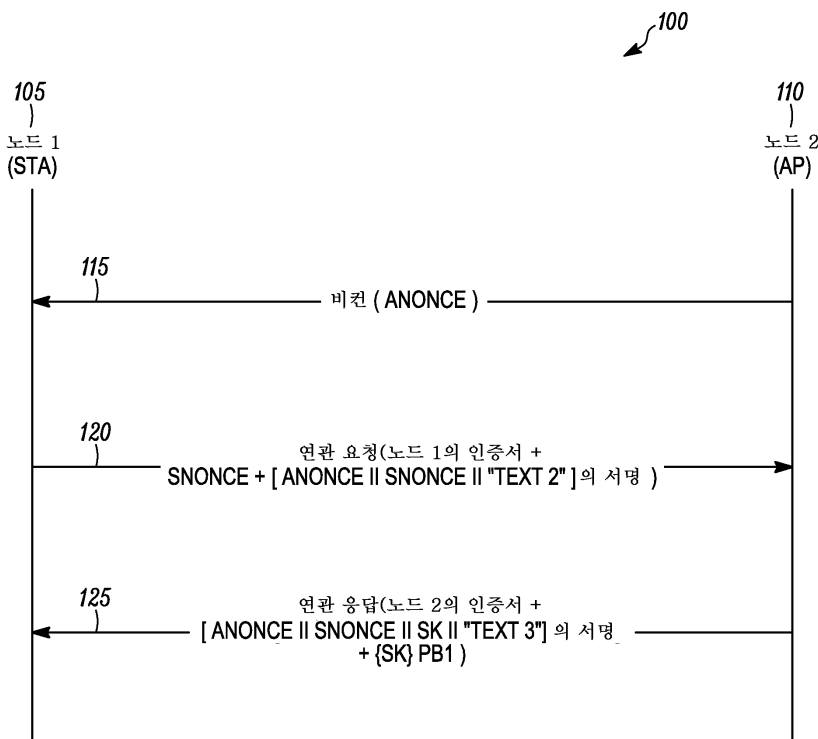 100
105
노드 1
(STA)
110
노드 2
(AP)
115
비컨 ( ANONCE )
120
연관 요청(노드 1의 인증서 +
SNONCE + [ ANONCE II SNONCE II "TEXT 2" ]의 서명 )
125
연관 응답(노드 2의 인증서 +
[ ANONCE II SNONCE II SK II "TEXT 3"] 의 서명
+ {SK} PB1 )